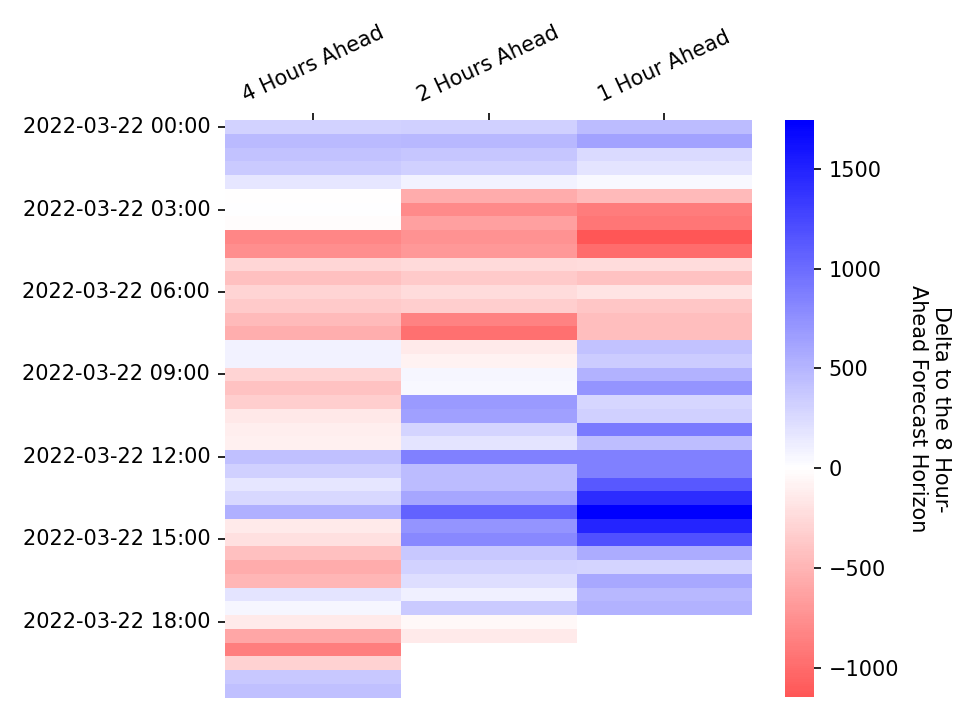 4 Hours Ahead
2 Hours Ahead
1 Hour Ahead
2022-03-22 00:00
2022-03-22 03:00
2022-03-22 06:00
2022-03-22 09:00
2022-03-22 12:00
2022-03-22 15:00
2022-03-22 18:00
1500
1000
500
0
−500
−1000
Delta to the 8 Hour-
Ahead Forecast Horizon